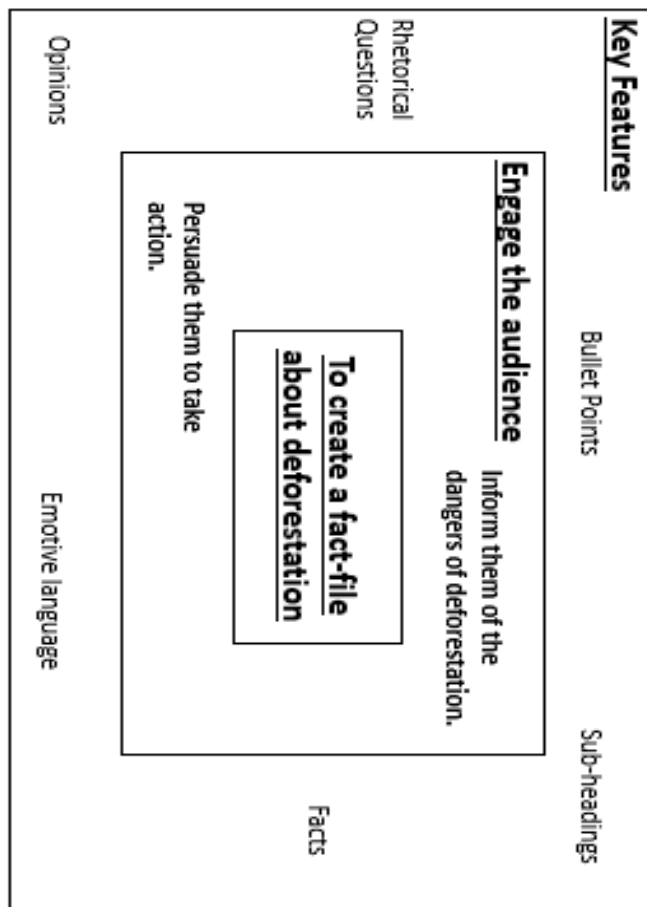 Key Features
Bullet Points
Sub-headings
Rhetorical
Questions
Engage the audience
Inform them of the
dangers of deforestation.
To create a fact-file
about deforestation
Facts
Persuade them to take
action.
Opinions
Emotive language